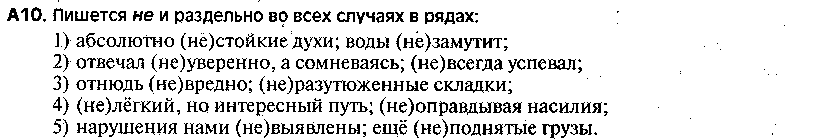 А10. Пишется не и раздельно во всех случаях в рядах:
1) абсолютно (не)стойкие духи; воды (не)замутит;
2) отвечал (не)уверенно, а сомневаясь; (не)всегда успевал;
3) отнюдь (не)вредно; (не)разутюженные складки;
4) (не)лёгкий, но интересный путь; (не)оправдывая насилия;
5) нарушения нами (не)выявлены; ещё (не)поднятые грузы.